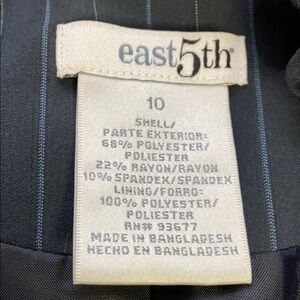 east5th
10
SHELL/
PARTE EXTERIOR:
68% POLYESTER/
POLIESTER
22% RAYON/RAYON
10% SPANDEX/SPANDEX
LINING/FORRO:
100% POLYESTER/
POLIESTER
RN# 93677
MADE IN BANGLADESH
HECHO EN BANGLADESH